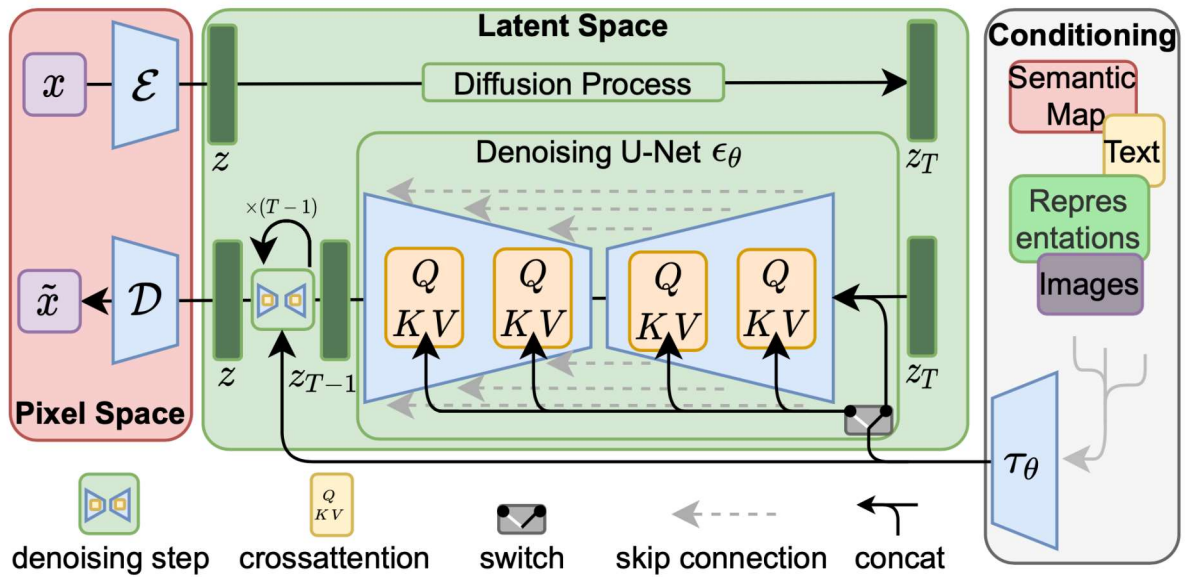 Latent Space
Conditioning
x
ℰ
Diffusion Process
Semantic
Map
Text
z
z_T
Denoising U-Net ϵ_θ
Repres
entations
Images
×(T−1)
x̃
𝒟
Q
KV
Q
KV
Q
KV
Q
KV
z
z_{T−1}
z_T
Pixel Space
τ_θ
Q
KV
denoising step
crossattention
switch
skip connection
concat